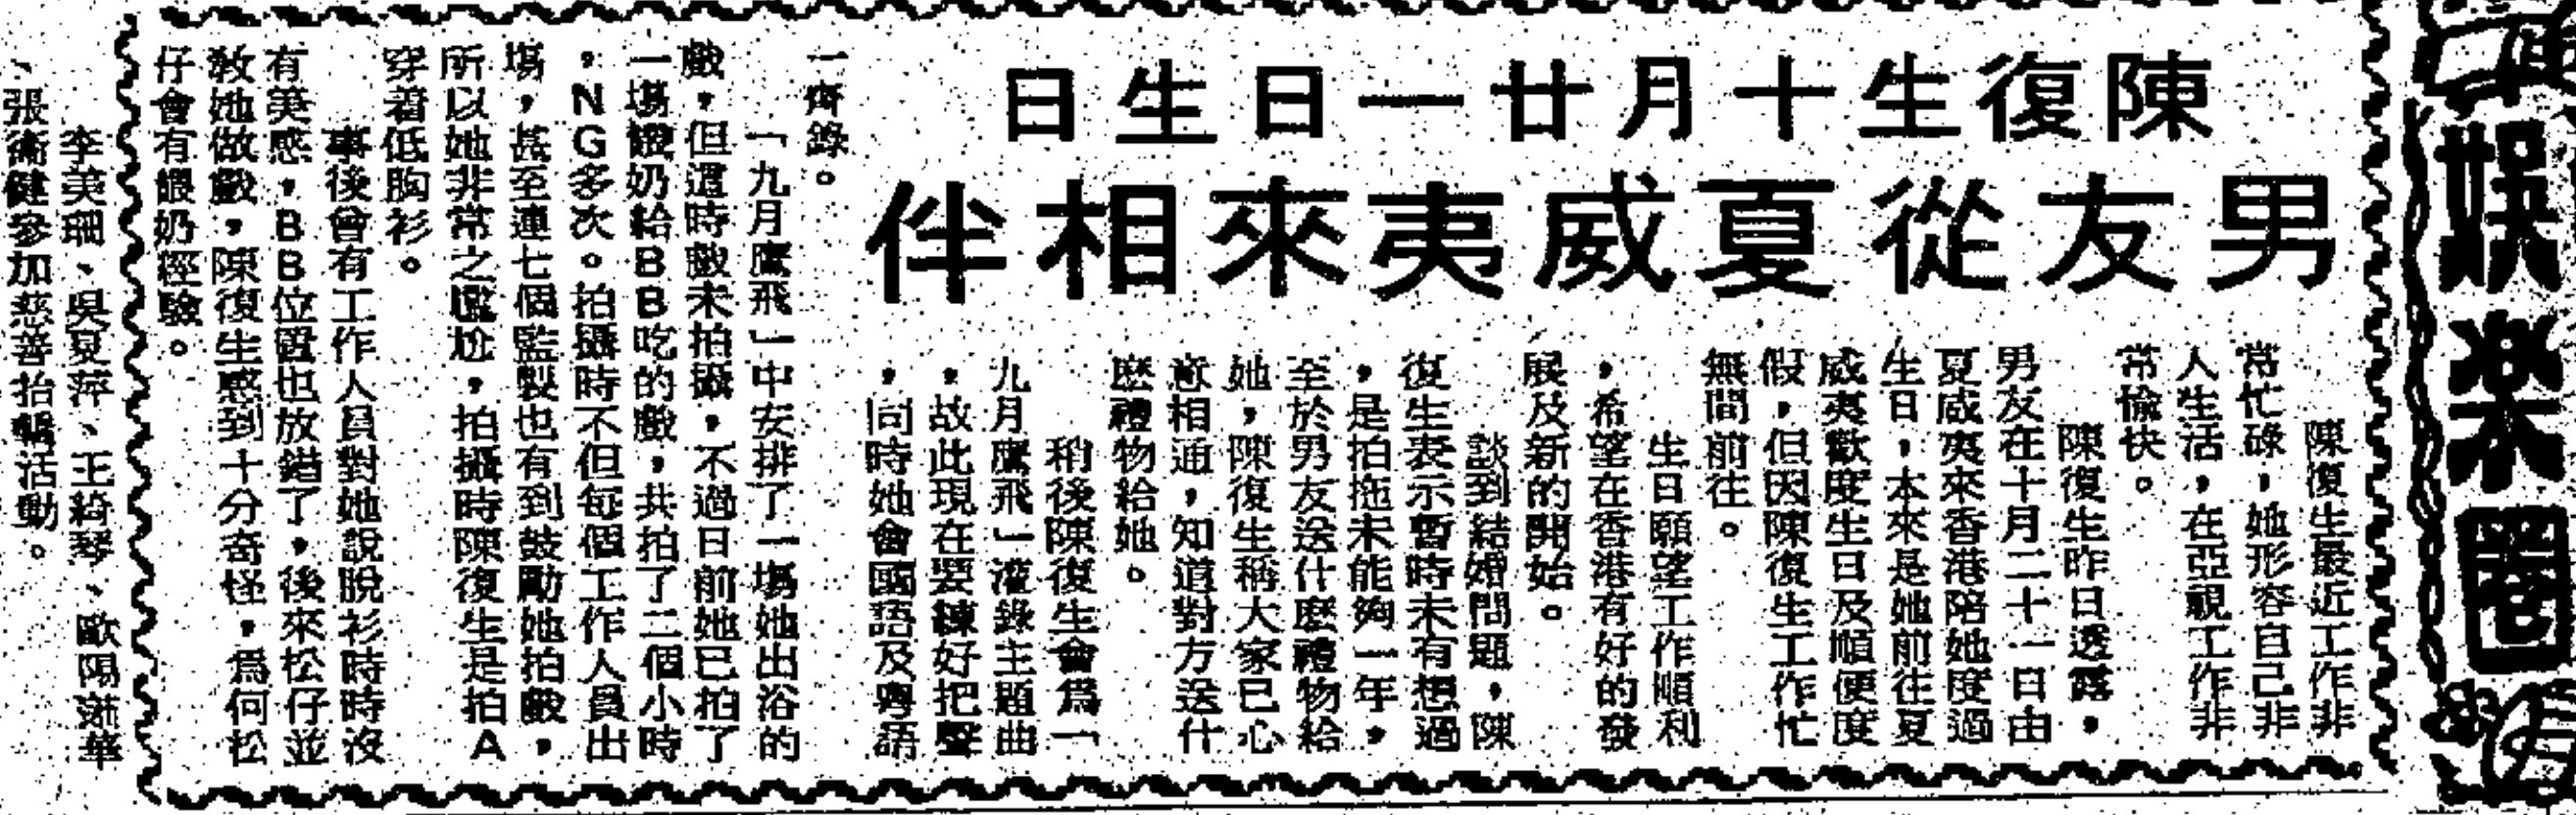 娛樂圈
陳復生十月廿一日生日
男友從夏威夷來相伴
陳復生最近工作非
常忙碌，她形容自己非
人生活，在亞視工作非
常愉快。
陳復生昨日透露，
男友在十月二十一日由
夏威夷來香港陪她度過
生日，本來是她前往夏
威夷歡度生日及順便度
假，但因陳復生工作忙
無間前往。
生日願望工作順利
，希望在香港有好的發
展及新的開始。
談到結婚問題，陳
復生表示暫時未有想過
，是拍拖未能夠一年，
至於男友送什麽禮物給
她，陳復生稱大家已心
意相通，知道對方送什
麽禮物給她。
稍後陳復生會爲「
九月鷹飛」灌錄主題曲
，故此現在要練好把聲
，同時她會國語及粵語
一齊錄。
「九月鷹飛」中安排了一塲她出浴的
戲，但這時戲未拍攝，不過日前她已拍了
一塲餵奶給ＢＢ吃的戲，共拍了二個小時
，ＮＧ多次。拍攝時不但每個工作人員出
塲，甚至連七個監製也有到鼓勵她拍戲，
所以她非常之尷尬，拍攝時陳復生是拍Ａ
穿着低胸衫。
事後曾有工作人員對她說脫衫時時沒
有美感，ＢＢ位置也放錯了，後來松仔並
敎她做戲，陳復生感到十分奇怪，爲何松
仔會有餵奶經驗。
李美珊、吳夏萍、王綺琴、歐陽華
、張衞健參加慈善抬轎活動。